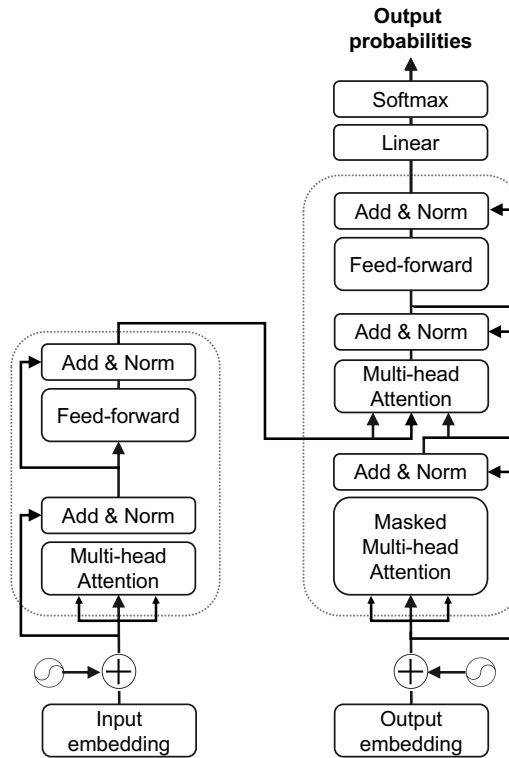 Output
probabilities
Softmax
Linear
Add & Norm
Feed-forward
Add & Norm
Multi-head
Attention
Add & Norm
Masked
Multi-head
Attention
Output
embedding
Add & Norm
Feed-forward
Add & Norm
Multi-head
Attention
Input
embedding